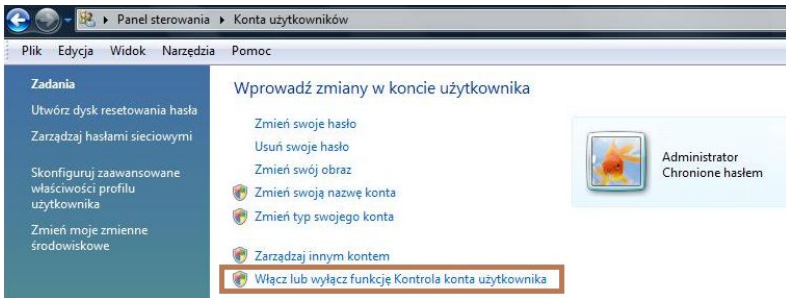 Panel sterowania ▸ Konta użytkowników
Plik Edycja Widok Narzędzia Pomoc
Zadania
Utwórz dysk resetowania hasła
Zarządzaj hasłami sieciowymi
Skonfiguruj zaawansowane
właściwości profilu
użytkownika
Zmień moje zmienne
środowiskowe
Wprowadź zmiany w koncie użytkownika
Zmień swoje hasło
Usuń swoje hasło
Zmień swój obraz
Zmień swoją nazwę konta
Zmień typ swojego konta
Zarządzaj innym kontem
Włącz lub wyłącz funkcję Kontrola konta użytkownika
Administrator
Chronione hasłem